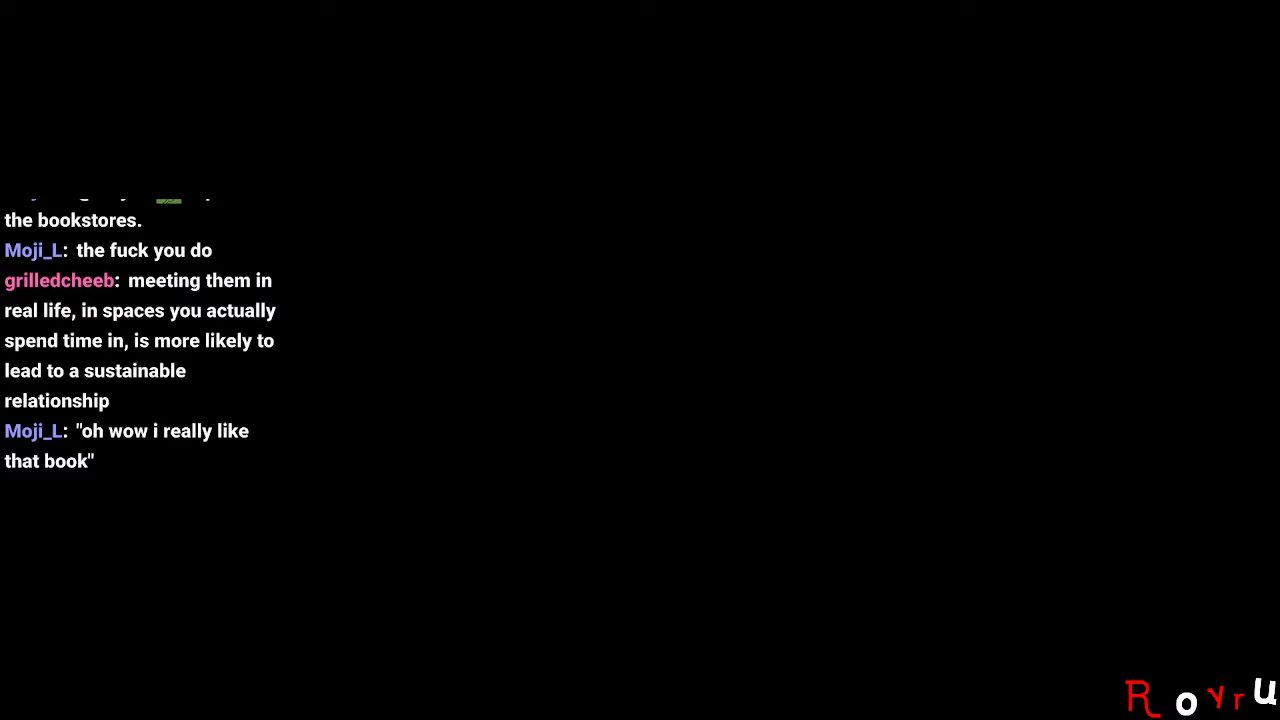 the bookstores.
Moji_L: the fuck you do
grilledcheeb: meeting them in
real life, in spaces you actually
spend time in, is more likely to
lead to a sustainable
relationship
Moji_L: "oh wow i really like
that book"
Royru